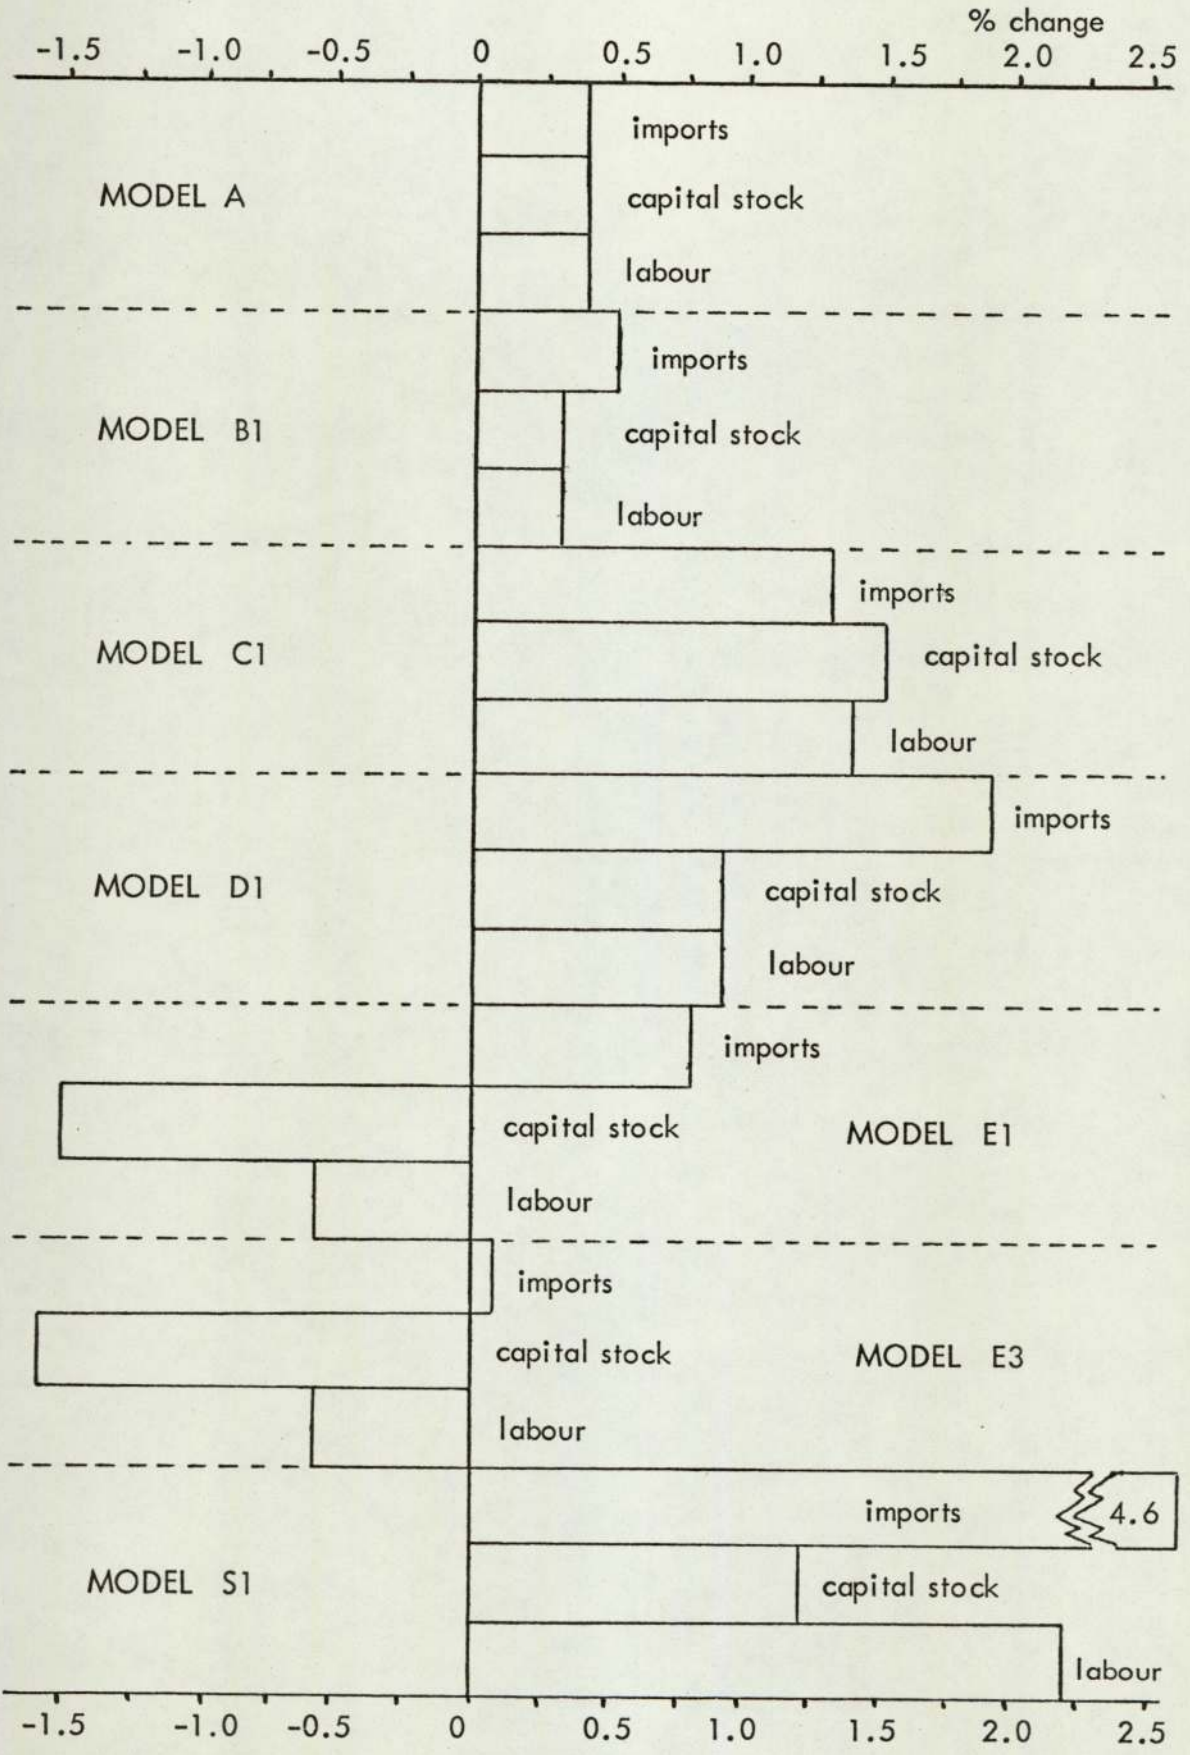 % change
-1.5 -1.0 -0.5 0 0.5 1.0 1.5 2.0 2.5
imports
MODEL A capital stock
labour
imports
MODEL B1 capital stock
labour
imports
MODEL C1 capital stock
labour
imports
MODEL D1 capital stock
labour
imports
capital stock MODEL E1
labour
imports
capital stock MODEL E3
labour
imports 4.6
MODEL S1 capital stock
labour
-1.5 -1.0 -0.5 0 0.5 1.0 1.5 2.0 2.5